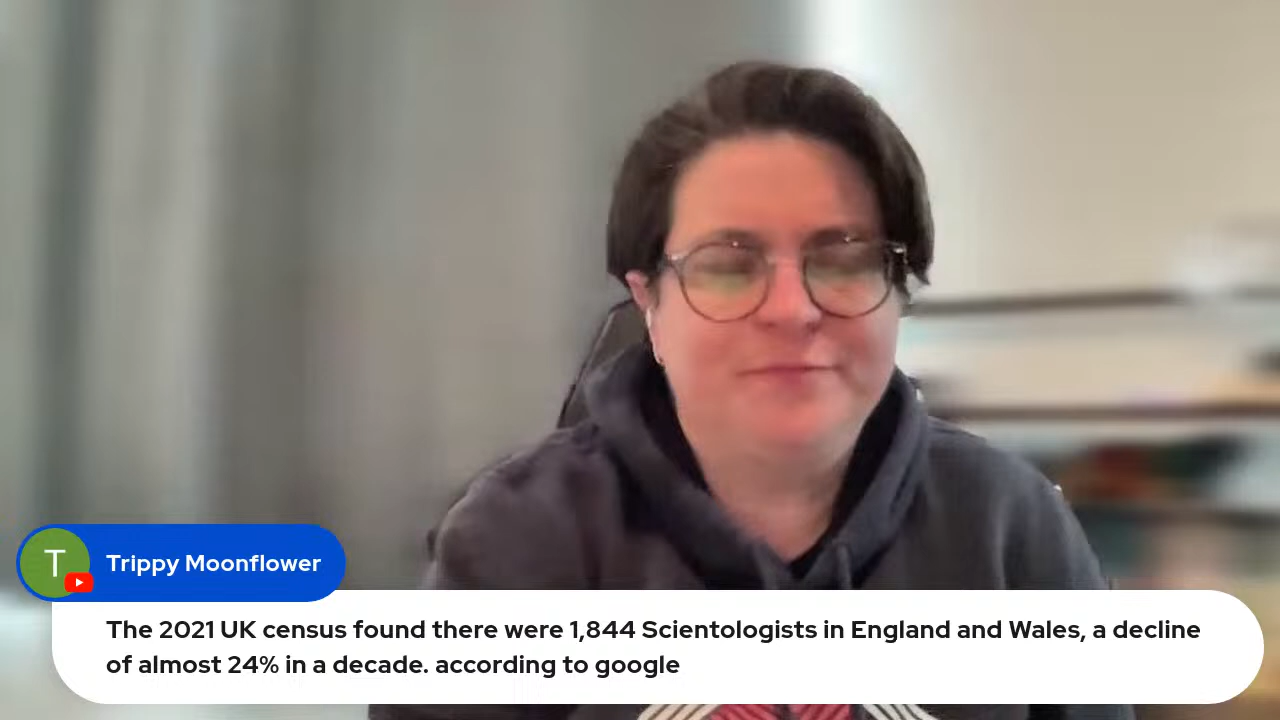 T
Trippy Moonflower
The 2021 UK census found there were 1,844 Scientologists in England and Wales, a decline
of almost 24% in a decade. according to google